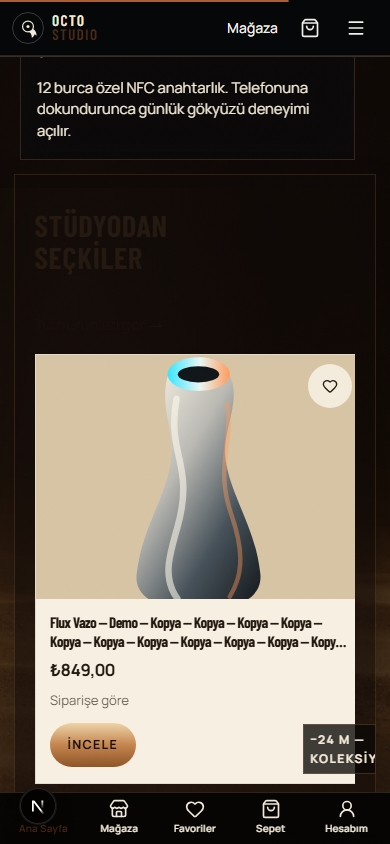 OCTO
STUDIO
Mağaza
12 burca özel NFC anahtarlık. Telefonuna
dokundurunca günlük gökyüzü deneyimi
açılır.
STÜDYODAN
SEÇKİLER
Flux Vazo — Demo — Kopya — Kopya — Kopya — Kopya —
Kopya — Kopya — Kopya — Kopya — Kopya — Kopya — Kopy...
₺849,00
Siparişe göre
İNCELE
−24 M —
KOLEKSİY
N
Ana Sayfa
Mağaza
Favoriler
Sepet
Hesabım